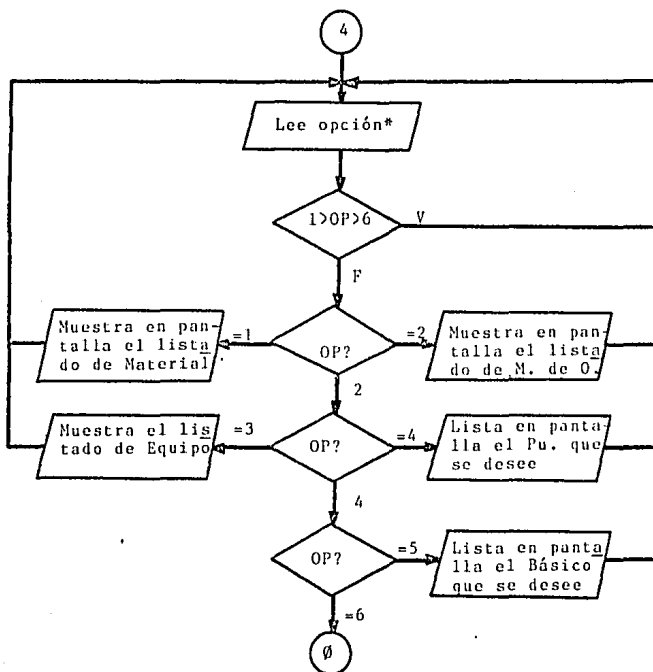 4
Lee opción*
1>OP>6
V
F
Muestra en pan-
talla el lista
do de Material
=1
OP?
=2
Muestra en pan-
talla el lista
do de M. de O.
2
Muestra el lis
tado de Equipo
=3
OP?
=4
Lista en panta-
lla el Pu. que
se desee
4
OP?
=5
Lista en panta
lla el Básico
que se desee
=6
Ø